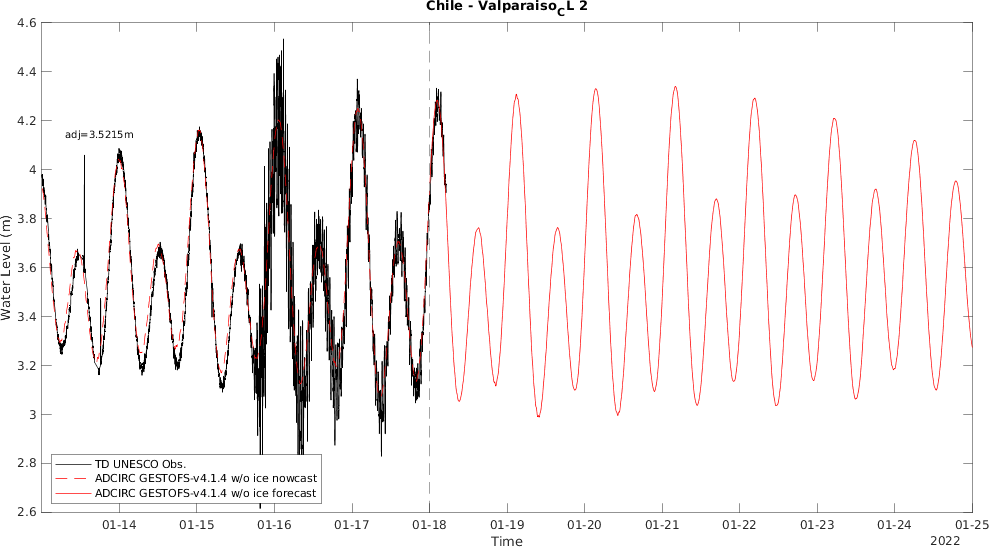 Chile - Valparaiso_CL 2
4.6
4.4
4.2
4
3.8
3.6
3.4
3.2
3
2.8
2.6
Water Level (m)
adj=3.5215m
TD UNESCO Obs.
ADCIRC GESTOFS-v4.1.4 w/o ice nowcast
ADCIRC GESTOFS-v4.1.4 w/o ice forecast
01-14 01-15 01-16 01-17 01-18 01-19 01-20 01-21 01-22 01-23 01-24 01-25
Time
2022